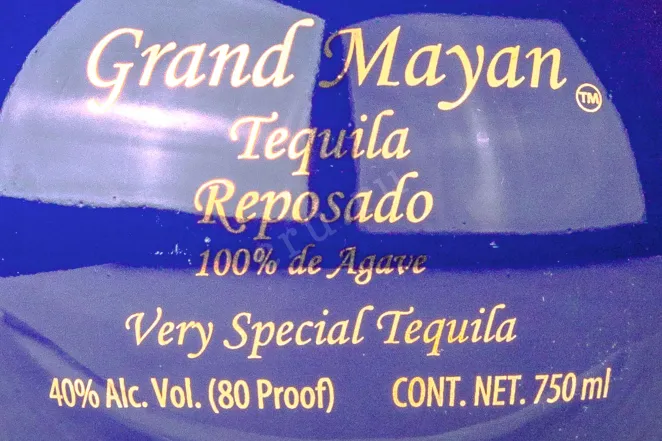 Grand Mayan ™
Tequila
Reposado
100% de Agave
Very Special Tequila
40% Alc. Vol. (80 Proof) CONT. NET. 750 ml